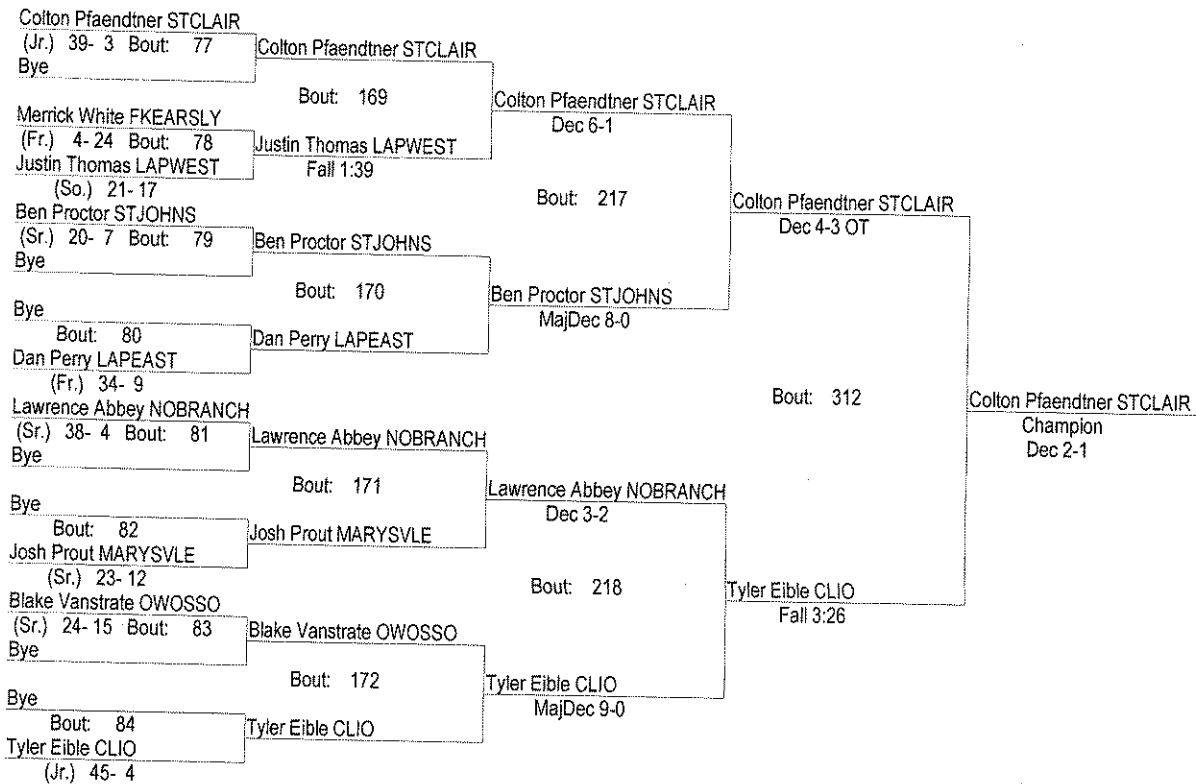 Colton Pfaendtner STCLAIR
(Jr.) 39- 3 Bout: 77
Bye
Colton Pfaendtner STCLAIR
Bout: 169
Merrick White FKEARSLY
(Fr.) 4- 24 Bout: 78
Justin Thomas LAPWEST
(So.) 21- 17
Justin Thomas LAPWEST
Fall 1:39
Colton Pfaendtner STCLAIR
Dec 6-1
Bout: 217
Ben Proctor STJOHNS
(Sr.) 20- 7 Bout: 79
Bye
Ben Proctor STJOHNS
Bout: 170
Bye
Bout: 80
Dan Perry LAPEAST
(Fr.) 34- 9
Dan Perry LAPEAST
Ben Proctor STJOHNS
MajDec 8-0
Colton Pfaendtner STCLAIR
Dec 4-3 OT
Bout: 312
Lawrence Abbey NOBRANCH
(Sr.) 38- 4 Bout: 81
Bye
Lawrence Abbey NOBRANCH
Bout: 171
Bye
Bout: 82
Josh Prout MARYSVLE
(Sr.) 23- 12
Josh Prout MARYSVLE
Lawrence Abbey NOBRANCH
Dec 3-2
Bout: 218
Blake Vanstrate OWOSSO
(Sr.) 24- 15 Bout: 83
Bye
Blake Vanstrate OWOSSO
Bout: 172
Bye
Bout: 84
Tyler Eible CLIO
(Jr.) 45- 4
Tyler Eible CLIO
Tyler Eible CLIO
MajDec 9-0
Tyler Eible CLIO
Fall 3:26
Colton Pfaendtner STCLAIR
Champion
Dec 2-1